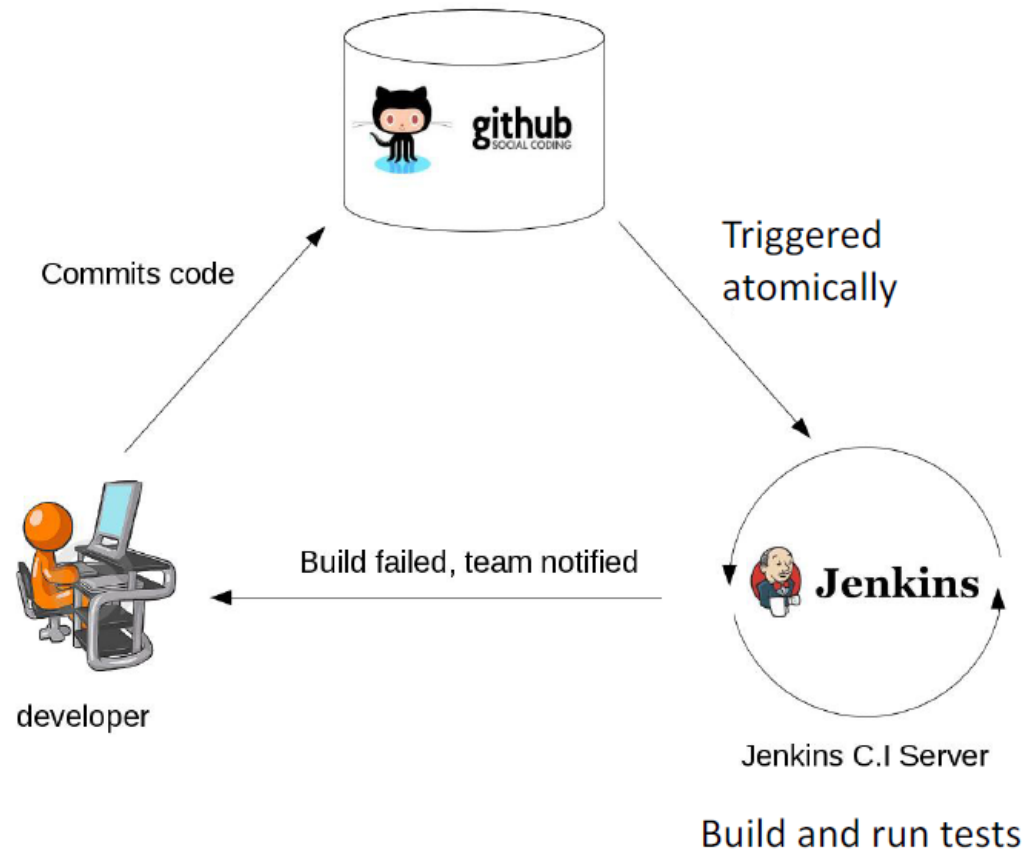 github
SOCIAL CODING
Triggered
atomically
Commits code
Build failed, team notified
Jenkins
developer
Jenkins C.I Server
Build and run tests